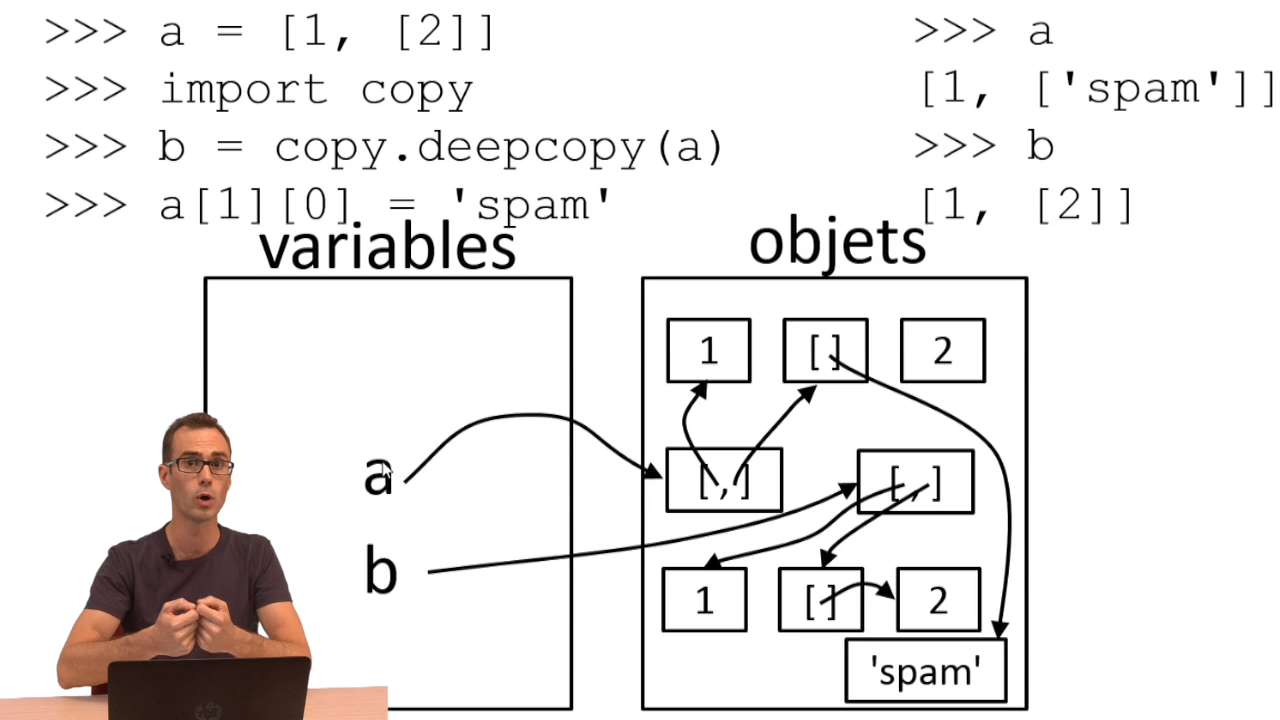 >>> a = [1, [2]]
>>> import copy
>>> b = copy.deepcopy(a)
>>> a[1][0] = 'spam'
>>> a
[1, ['spam']]
>>> b
[1, [2]]
variables
a
b
objets
1 [] 2
[,] [,]
1 [] 2
'spam'